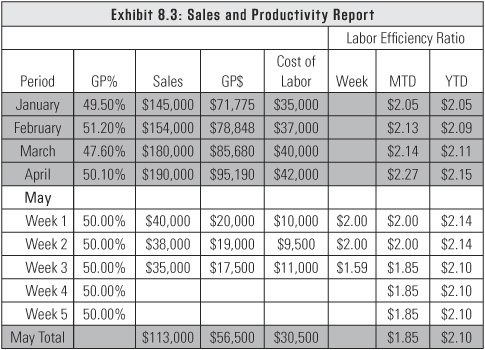 Exhibit 8.3: Sales and Productivity Report
Labor Efficiency Ratio
Cost of
Period GP% Sales GP$ Labor Week MTD YTD
January 49.50% $145,000 $71,775 $35,000 $2.05 $2.05
February 51.20% $154,000 $78,848 $37,000 $2.13 $2.09
March 47.60% $180,000 $85,680 $40,000 $2.14 $2.11
April 50.10% $190,000 $95,190 $42,000 $2.27 $2.15
May
Week 1 50.00% $40,000 $20,000 $10,000 $2.00 $2.00 $2.14
Week 2 50.00% $38,000 $19,000 $9,500 $2.00 $2.00 $2.14
Week 3 50.00% $35,000 $17,500 $11,000 $1.59 $1.85 $2.10
Week 4 50.00% $1.85 $2.10
Week 5 50.00% $1.85 $2.10
May Total $113,000 $56,500 $30,500 $1.85 $2.10